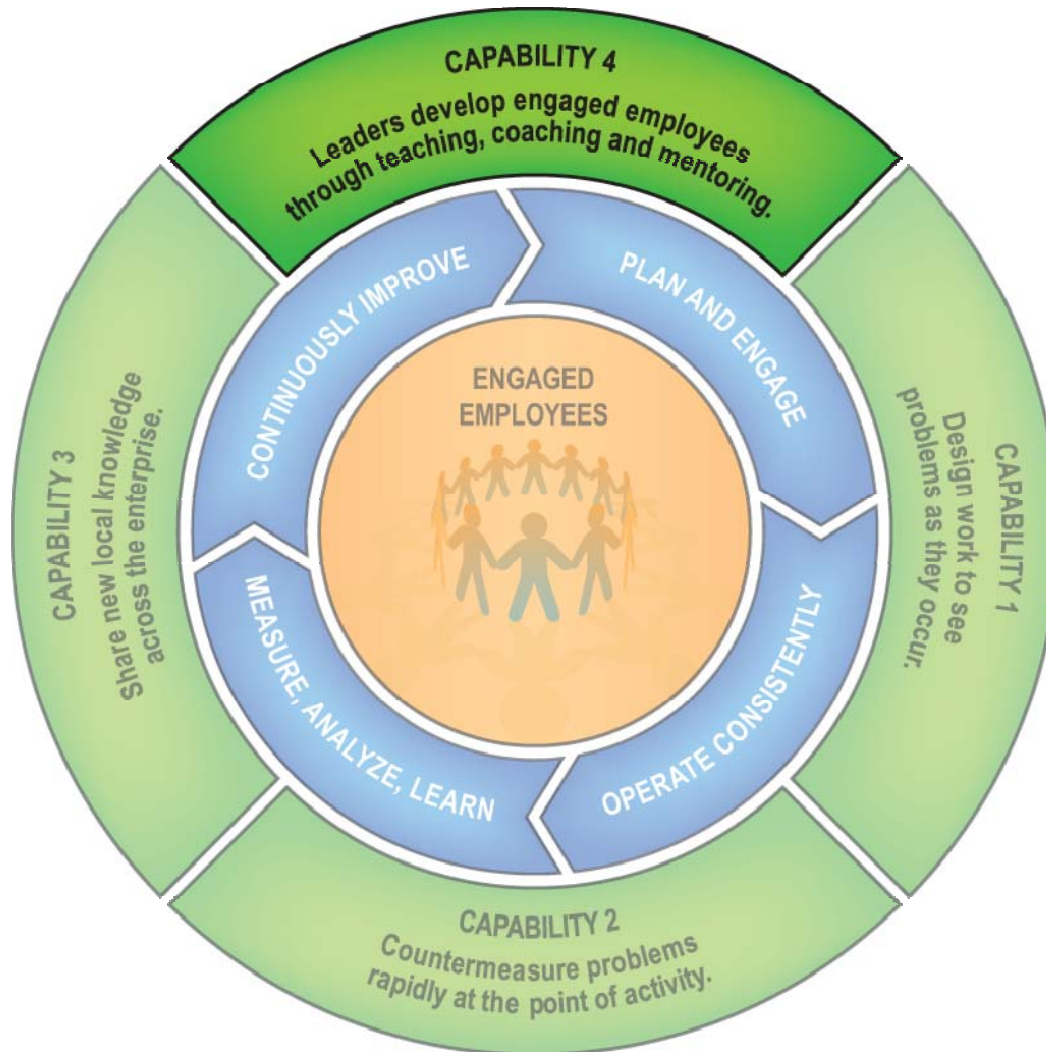 CAPABILITY 4
Leaders develop engaged employees
through teaching, coaching and mentoring.
CONTINUOUSLY IMPROVE
PLAN AND ENGAGE
ENGAGED
EMPLOYEES
CAPABILITY 3
Share new local knowledge
across the enterprise.
CAPABILITY 1
Design work to see
problems as they occur.
MEASURE, ANALYZE, LEARN
OPERATE CONSISTENTLY
CAPABILITY 2
Countermeasure problems
rapidly at the point of activity.